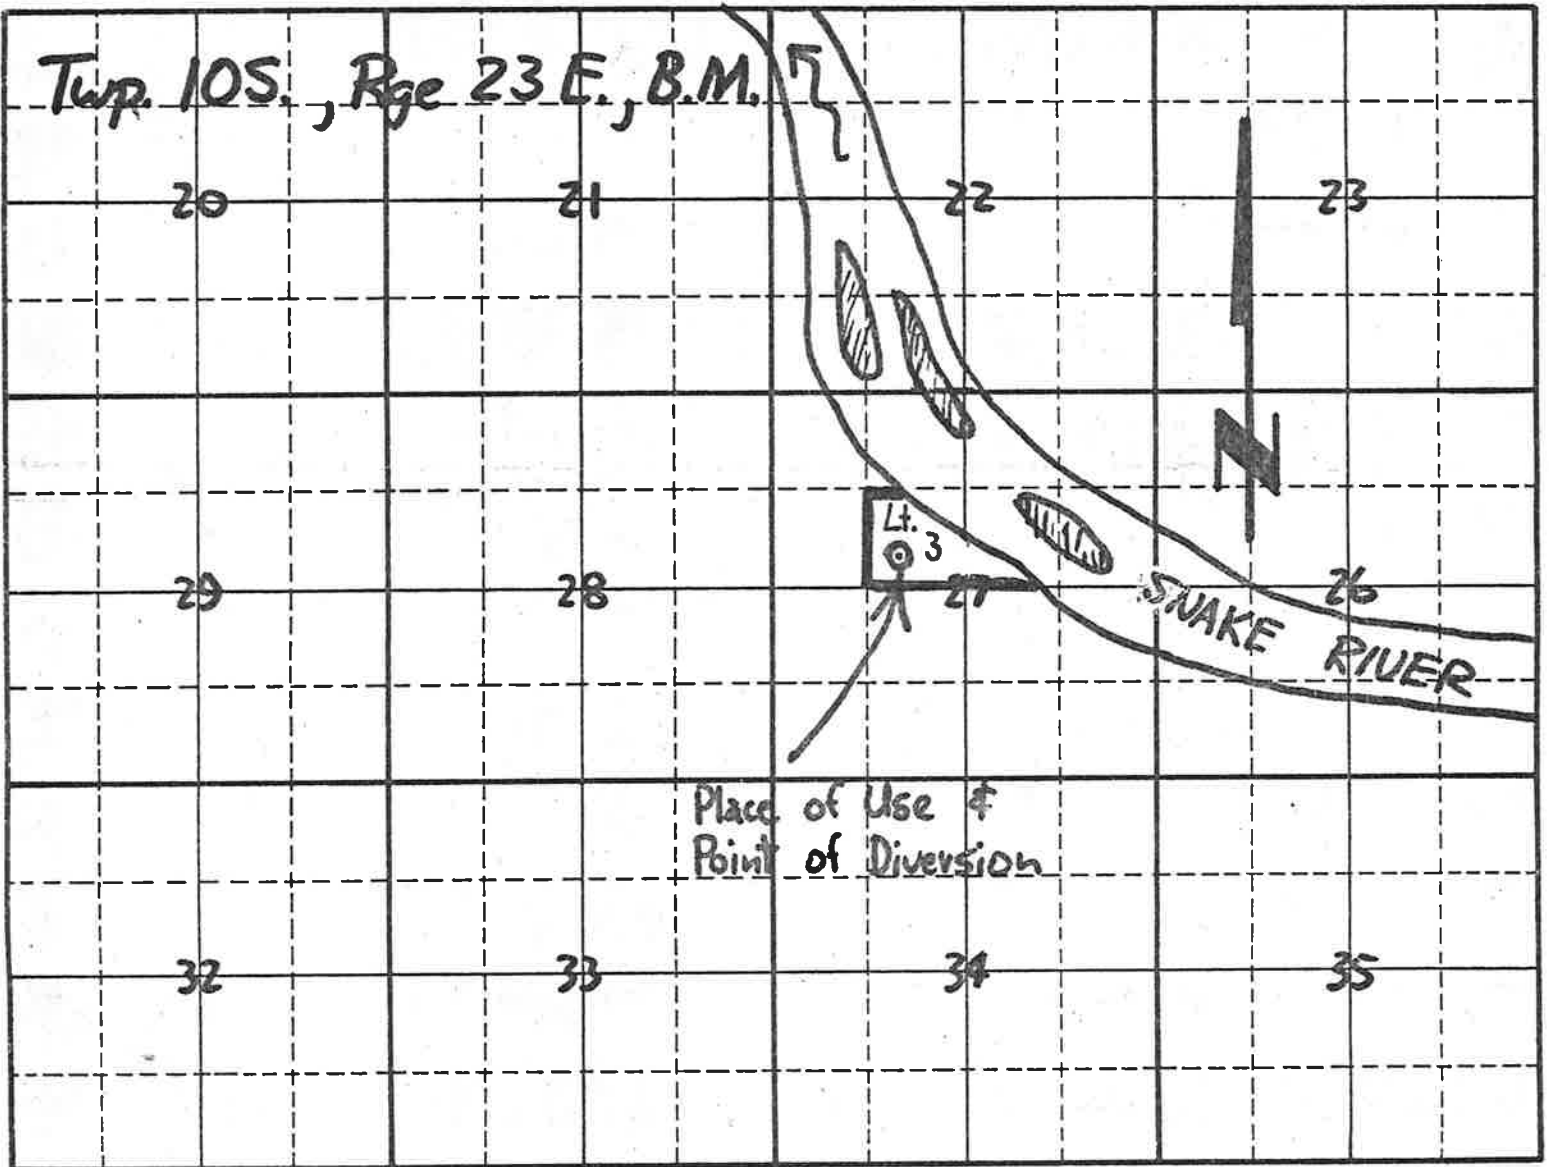 Twp. 10S., Rge 23 E., B.M.
20 21 22 23
N
Lt.
3
29 28 27 26
SNAKE RIVER
Place of Use &
Point of Diversion
32 33 34 35